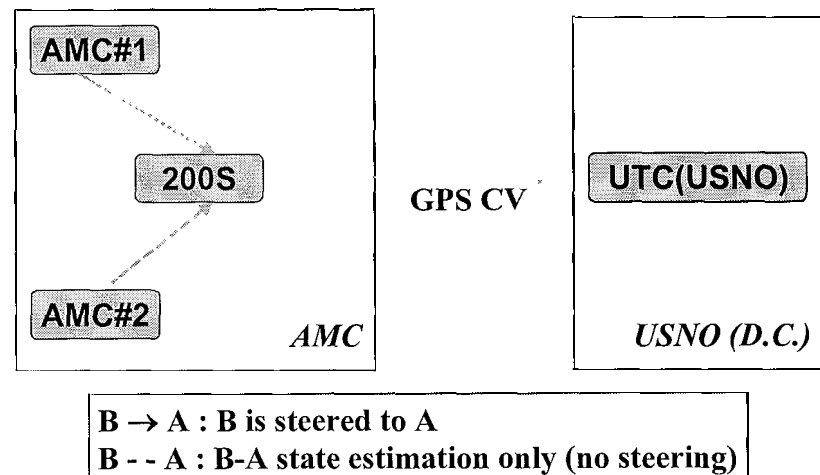 AMC#1
200S
AMC#2
AMC
GPS CV
UTC(USNO)
USNO (D.C.)
B → A : B is steered to A
B - - A : B-A state estimation only (no steering)